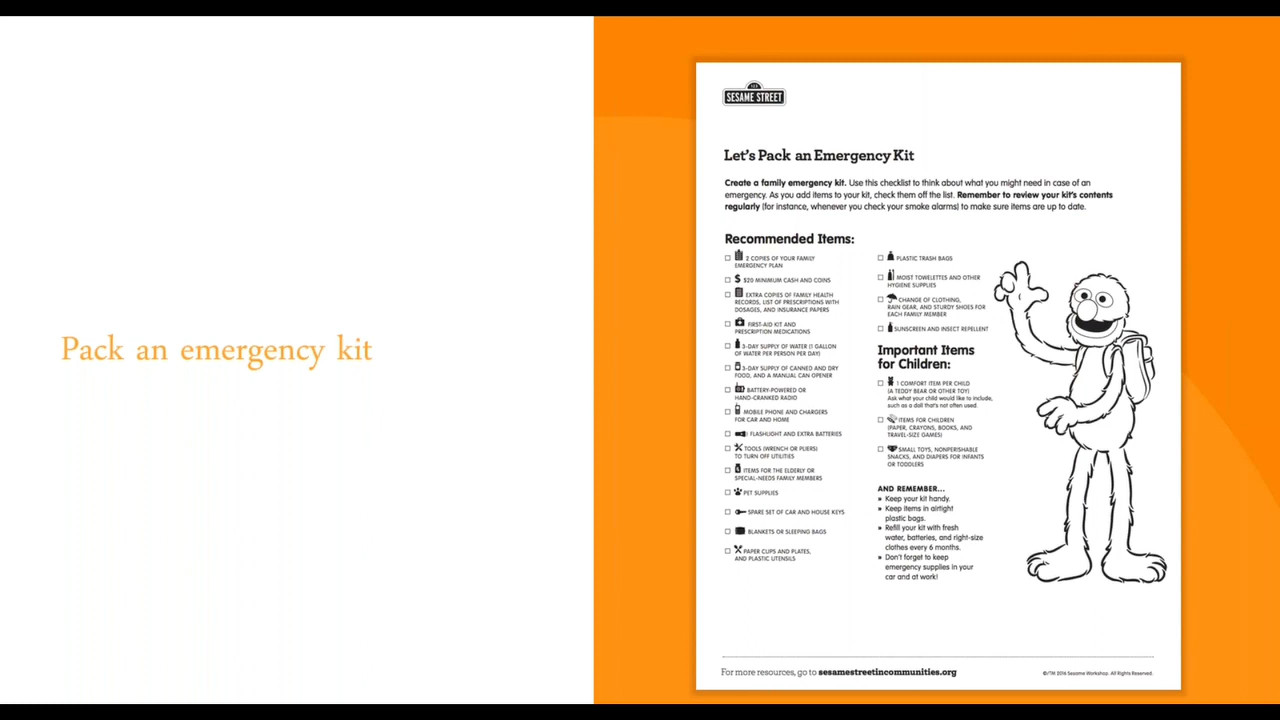 Pack an emergency kit
123
SESAME STREET
Let's Pack an Emergency Kit
Create a family emergency kit. Use this checklist to think about what you might need in case of an
emergency. As you add items to your kit, check them off the list. Remember to review your kit's contents
regularly (for instance, whenever you check your smoke alarms) to make sure items are up to date.
Recommended Items:
2 COPIES OF YOUR FAMILY
EMERGENCY PLAN
$20 MINIMUM CASH AND COINS
EXTRA COPIES OF FAMILY HEALTH
RECORDS, LIST OF PRESCRIPTIONS WITH
DOSAGES, AND INSURANCE PAPERS
FIRST-AID KIT AND
PRESCRIPTION MEDICATIONS
3-DAY SUPPLY OF WATER (1 GALLON
OF WATER PER PERSON PER DAY)
3-DAY SUPPLY OF CANNED AND DRY
FOOD, AND A MANUAL CAN OPENER
BATTERY-POWERED OR
HAND-CRANKED RADIO
MOBILE PHONE AND CHARGERS
FOR CAR AND HOME
1 FLASHLIGHT AND EXTRA BATTERIES
TOOLS (WRENCH OR PLIERS)
TO TURN OFF UTILITIES
ITEMS FOR THE ELDERLY OR
SPECIAL-NEEDS FAMILY MEMBERS
PET SUPPLIES
SPARE SET OF CAR AND HOUSE KEYS
BLANKETS OR SLEEPING BAGS
PAPER CUPS AND PLATES,
AND PLASTIC UTENSILS
PLASTIC TRASH BAGS
MOIST TOWELETTES AND OTHER
HYGIENE SUPPLIES
CHANGE OF CLOTHING,
RAIN GEAR, AND STURDY SHOES FOR
EACH FAMILY MEMBER
SUNSCREEN AND INSECT REPELLENT
Important Items
for Children:
1 COMFORT ITEM PER CHILD
(A TEDDY BEAR OR OTHER TOY)
Ask what your child would like to include,
such as a doll that's not often used.
ITEMS FOR CHILDREN
(PAPER, CRAYONS, BOOKS, AND
TRAVEL-SIZE GAMES)
SMALL TOYS, NONPERISHABLE
SNACKS, AND DIAPERS FOR INFANTS
OR TODDLERS
AND REMEMBER...
» Keep your kit handy.
» Keep items in airtight
plastic bags.
» Refill your kit with fresh
water, batteries, and right-size
clothes every 6 months.
» Don't forget to keep
emergency supplies in your
car and at work!
For more resources, go to sesamestreetincommunities.org
©/TM 2016 Sesame Workshop. All Rights Reserved.